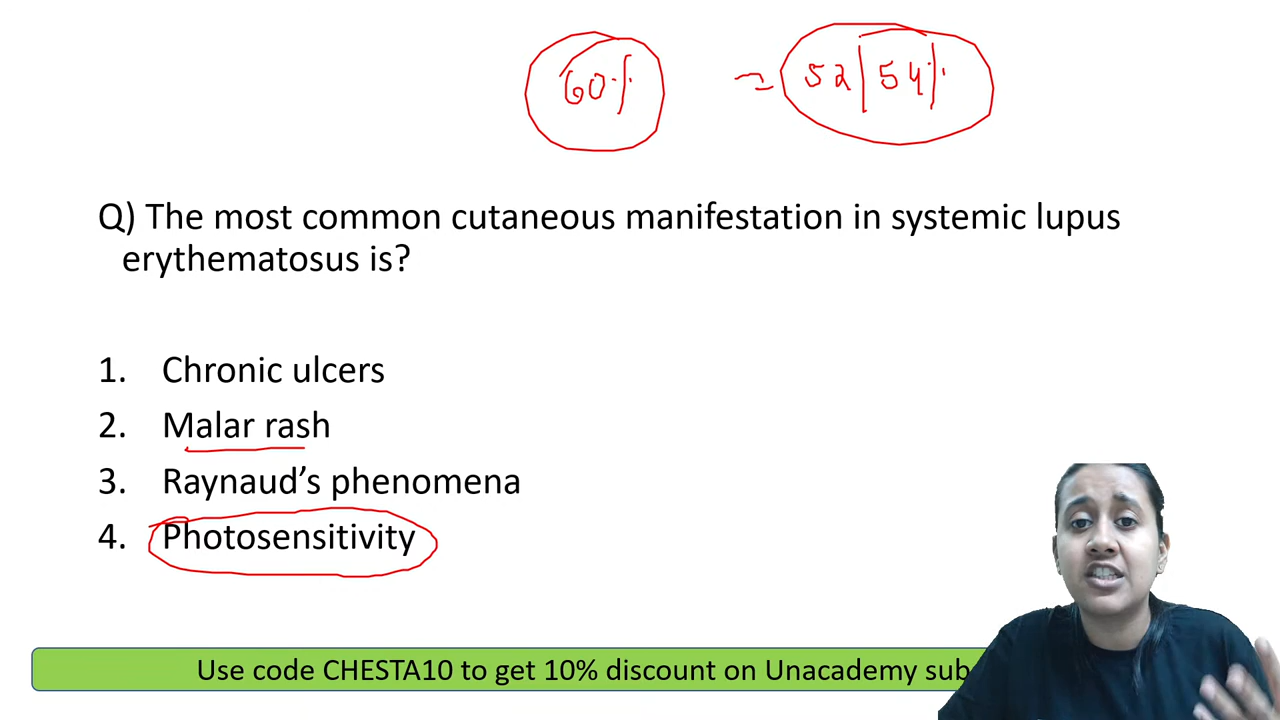 60%
≈ 52|54%
Q) The most common cutaneous manifestation in systemic lupus
erythematosus is?
1. Chronic ulcers
2. Malar rash
3. Raynaud’s phenomena
4. Photosensitivity
Use code CHESTA10 to get 10% discount on Unacademy sub